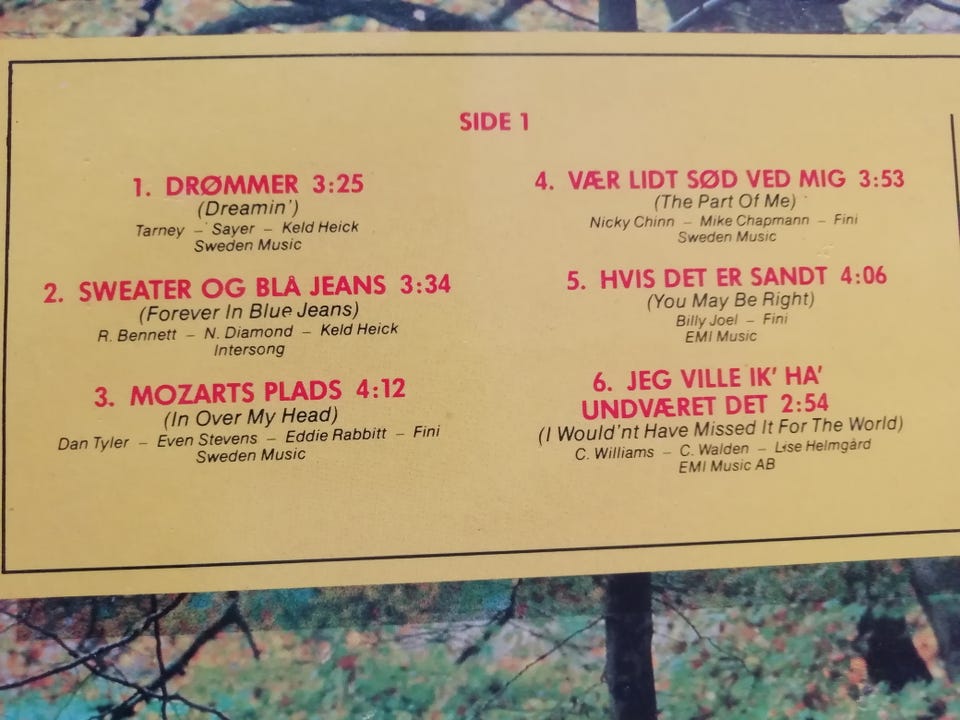 SIDE 1
1. DRØMMER 3:25
(Dreamin')
Tarney – Sayer – Keld Heick
Sweden Music
2. SWEATER OG BLÅ JEANS 3:34
(Forever In Blue Jeans)
R. Bennett – N. Diamond – Keld Heick
Intersong
3. MOZARTS PLADS 4:12
(In Over My Head)
Dan Tyler – Even Stevens – Eddie Rabbitt – Fini
Sweden Music
4. VÆR LIDT SØD VED MIG 3:53
(The Part Of Me)
Nicky Chinn – Mike Chapmann – Fini
Sweden Music
5. HVIS DET ER SANDT 4:06
(You May Be Right)
Billy Joel – Fini
EMI Music
6. JEG VILLE IK' HA'
UNDVÆRET DET 2:54
(I Would'nt Have Missed It For The World)
C. Williams – C. Walden – Lise Helmgård
EMI Music AB